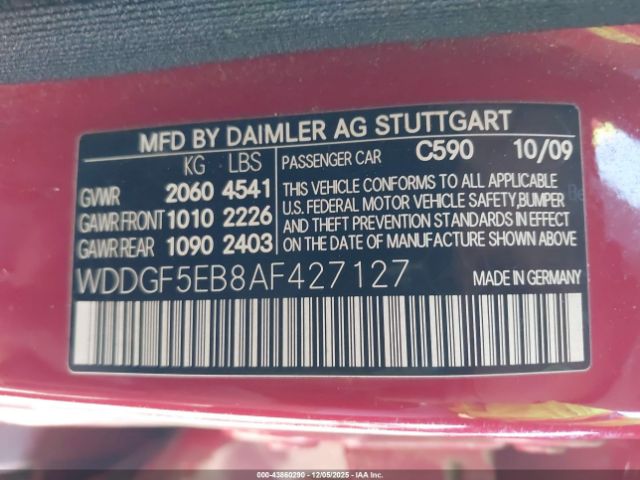 MFD BY DAIMLER AG STUTTGART
KG LBS
GVWR 2060 4541
GAWR FRONT 1010 2226
GAWR REAR 1090 2403
PASSENGER CAR C590 10/09
THIS VEHICLE CONFORMS TO ALL APPLICABLE
U.S. FEDERAL MOTOR VEHICLE SAFETY, BUMPER
AND THEFT PREVENTION STANDARDS IN EFFECT
ON THE DATE OF MANUFACTURE SHOWN ABOVE.
WDDGF5EB8AF427127
MADE IN GERMANY
000-43860290 - 12/05/2025 - IAA Inc.